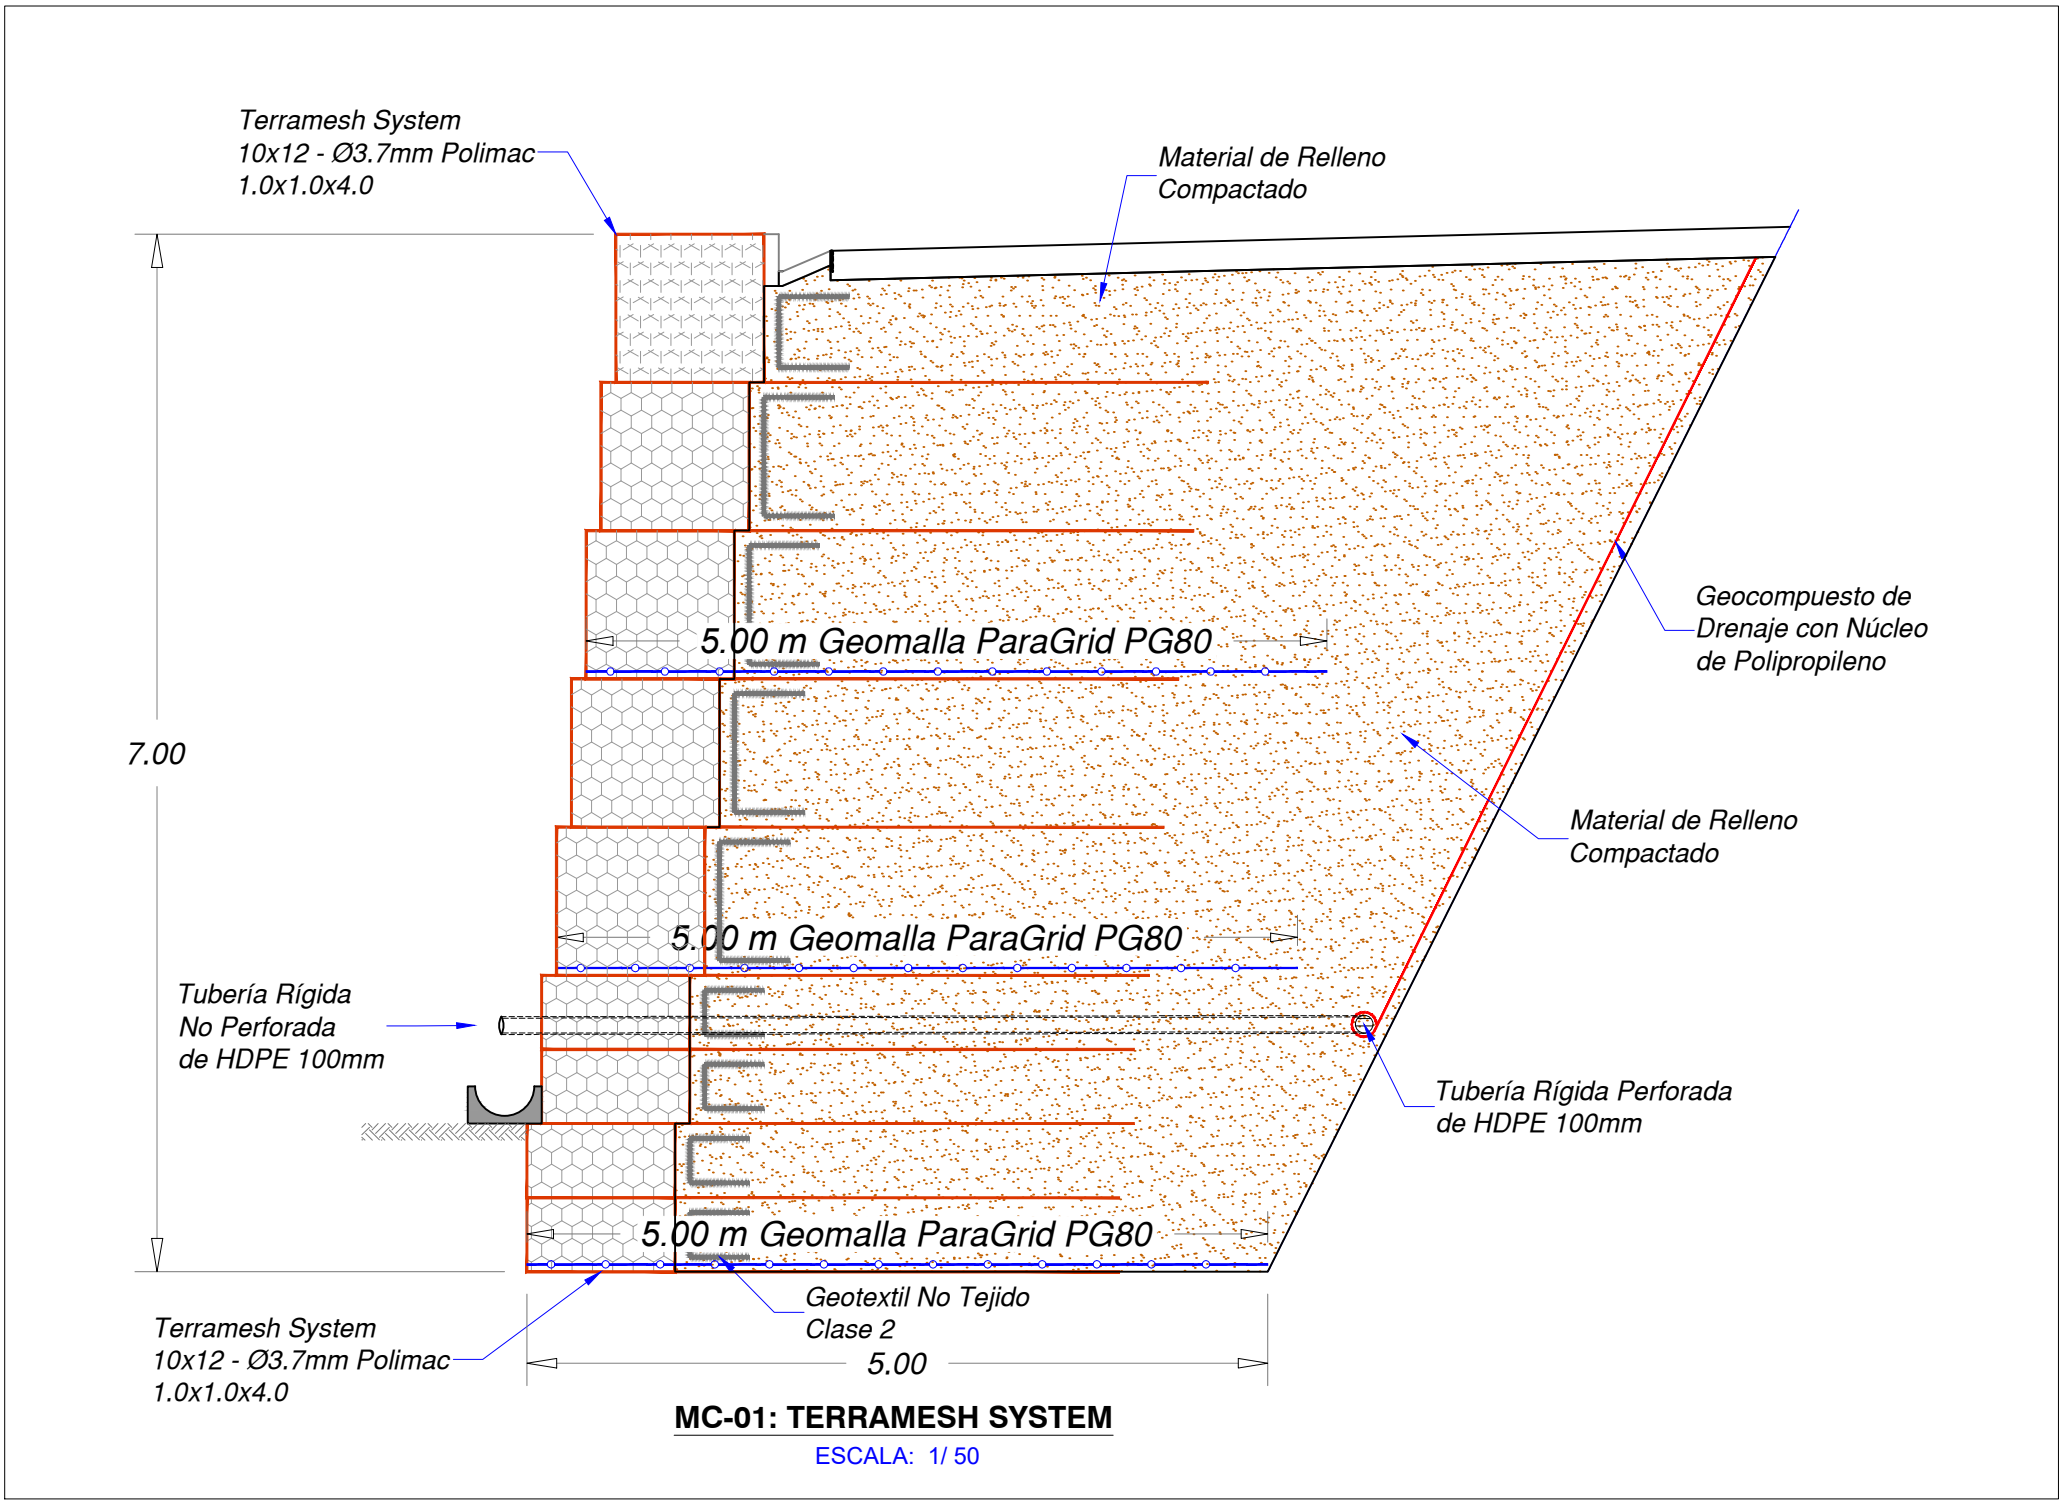 Terramesh System
10x12 - Ø3.7mm Polimac
1.0x1.0x4.0
Material de Relleno
Compactado
Geocompuesto de
Drenaje con Núcleo
de Polipropileno
5.00 m Geomalla ParaGrid PG80
7.00
Material de Relleno
Compactado
5.00 m Geomalla ParaGrid PG80
Tubería Rígida
No Perforada
de HDPE 100mm
Tubería Rígida Perforada
de HDPE 100mm
5.00 m Geomalla ParaGrid PG80
Geotextil No Tejido
Clase 2
Terramesh System
10x12 - Ø3.7mm Polimac
1.0x1.0x4.0
5.00
MC-01: TERRAMESH SYSTEM
ESCALA: 1/ 50